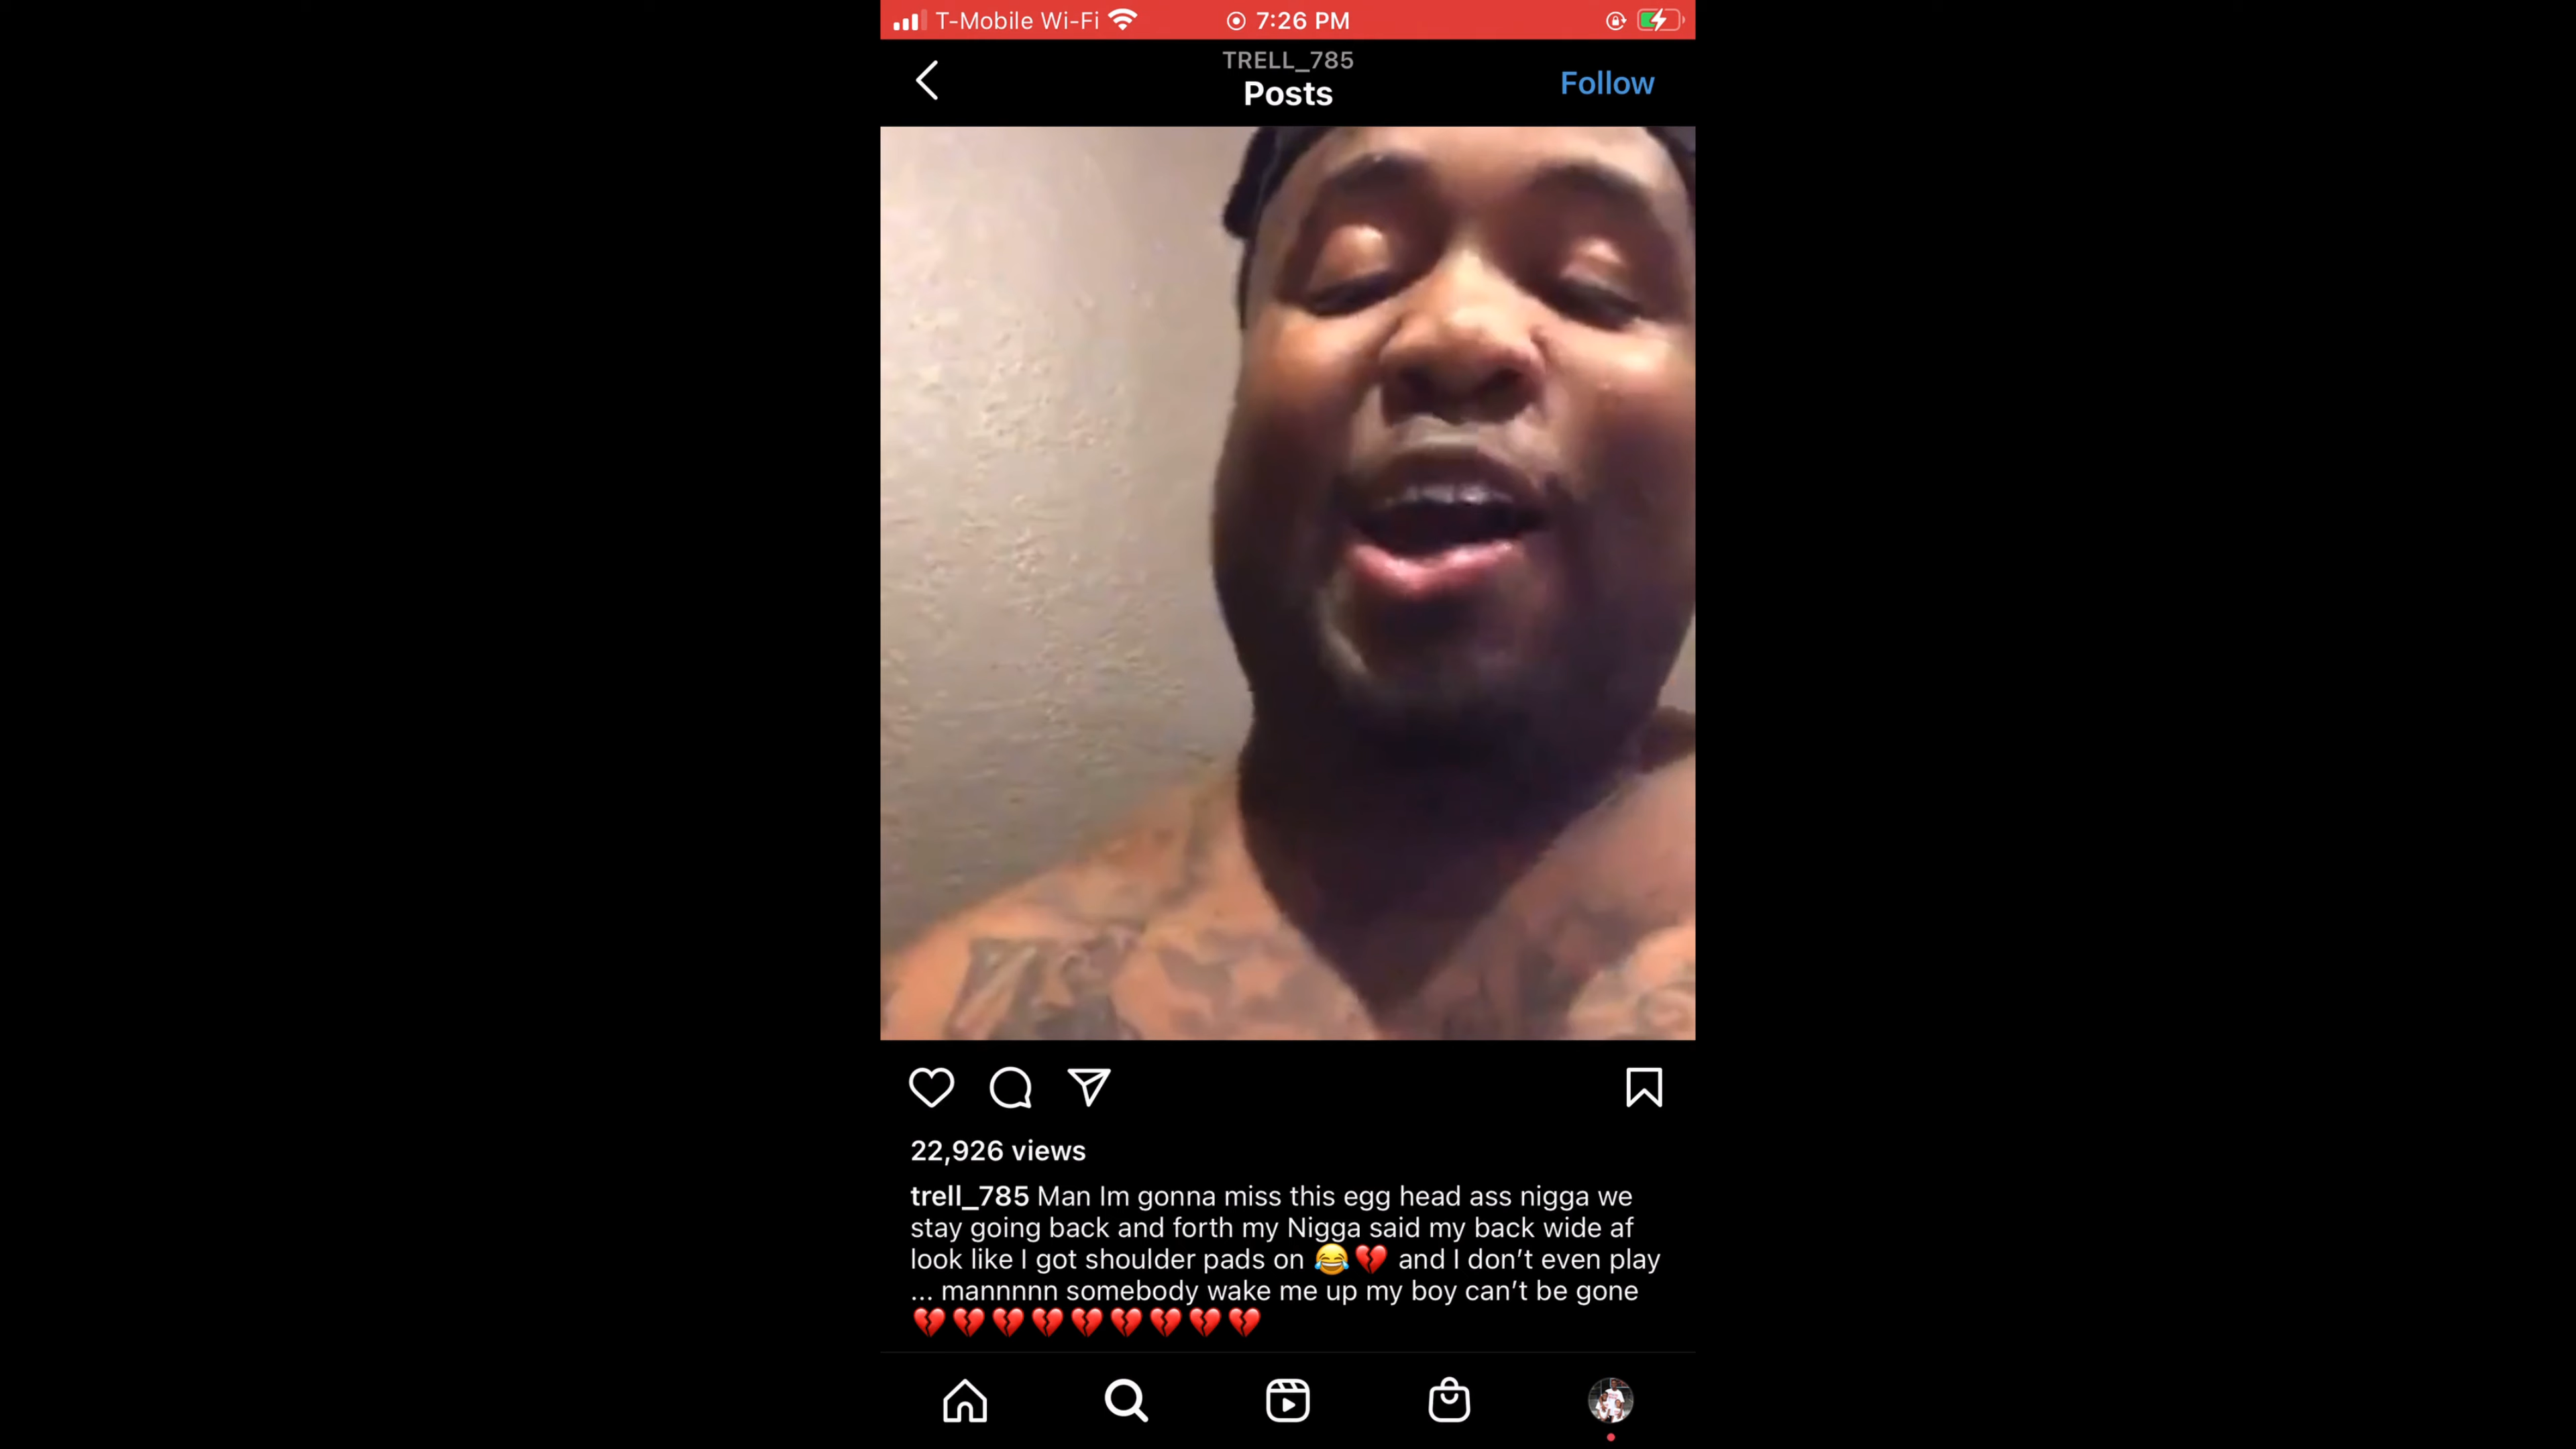 T-Mobile Wi-Fi 7:26 PM
TRELL_785
Posts
Follow
22,926 views
trell_785 Man Im gonna miss this egg head ass nigga we
stay going back and forth my Nigga said my back wide af
look like I got shoulder pads on 😂💔 and I don’t even play
... mannnnn somebody wake me up my boy can’t be gone
💔💔💔💔💔💔💔💔💔